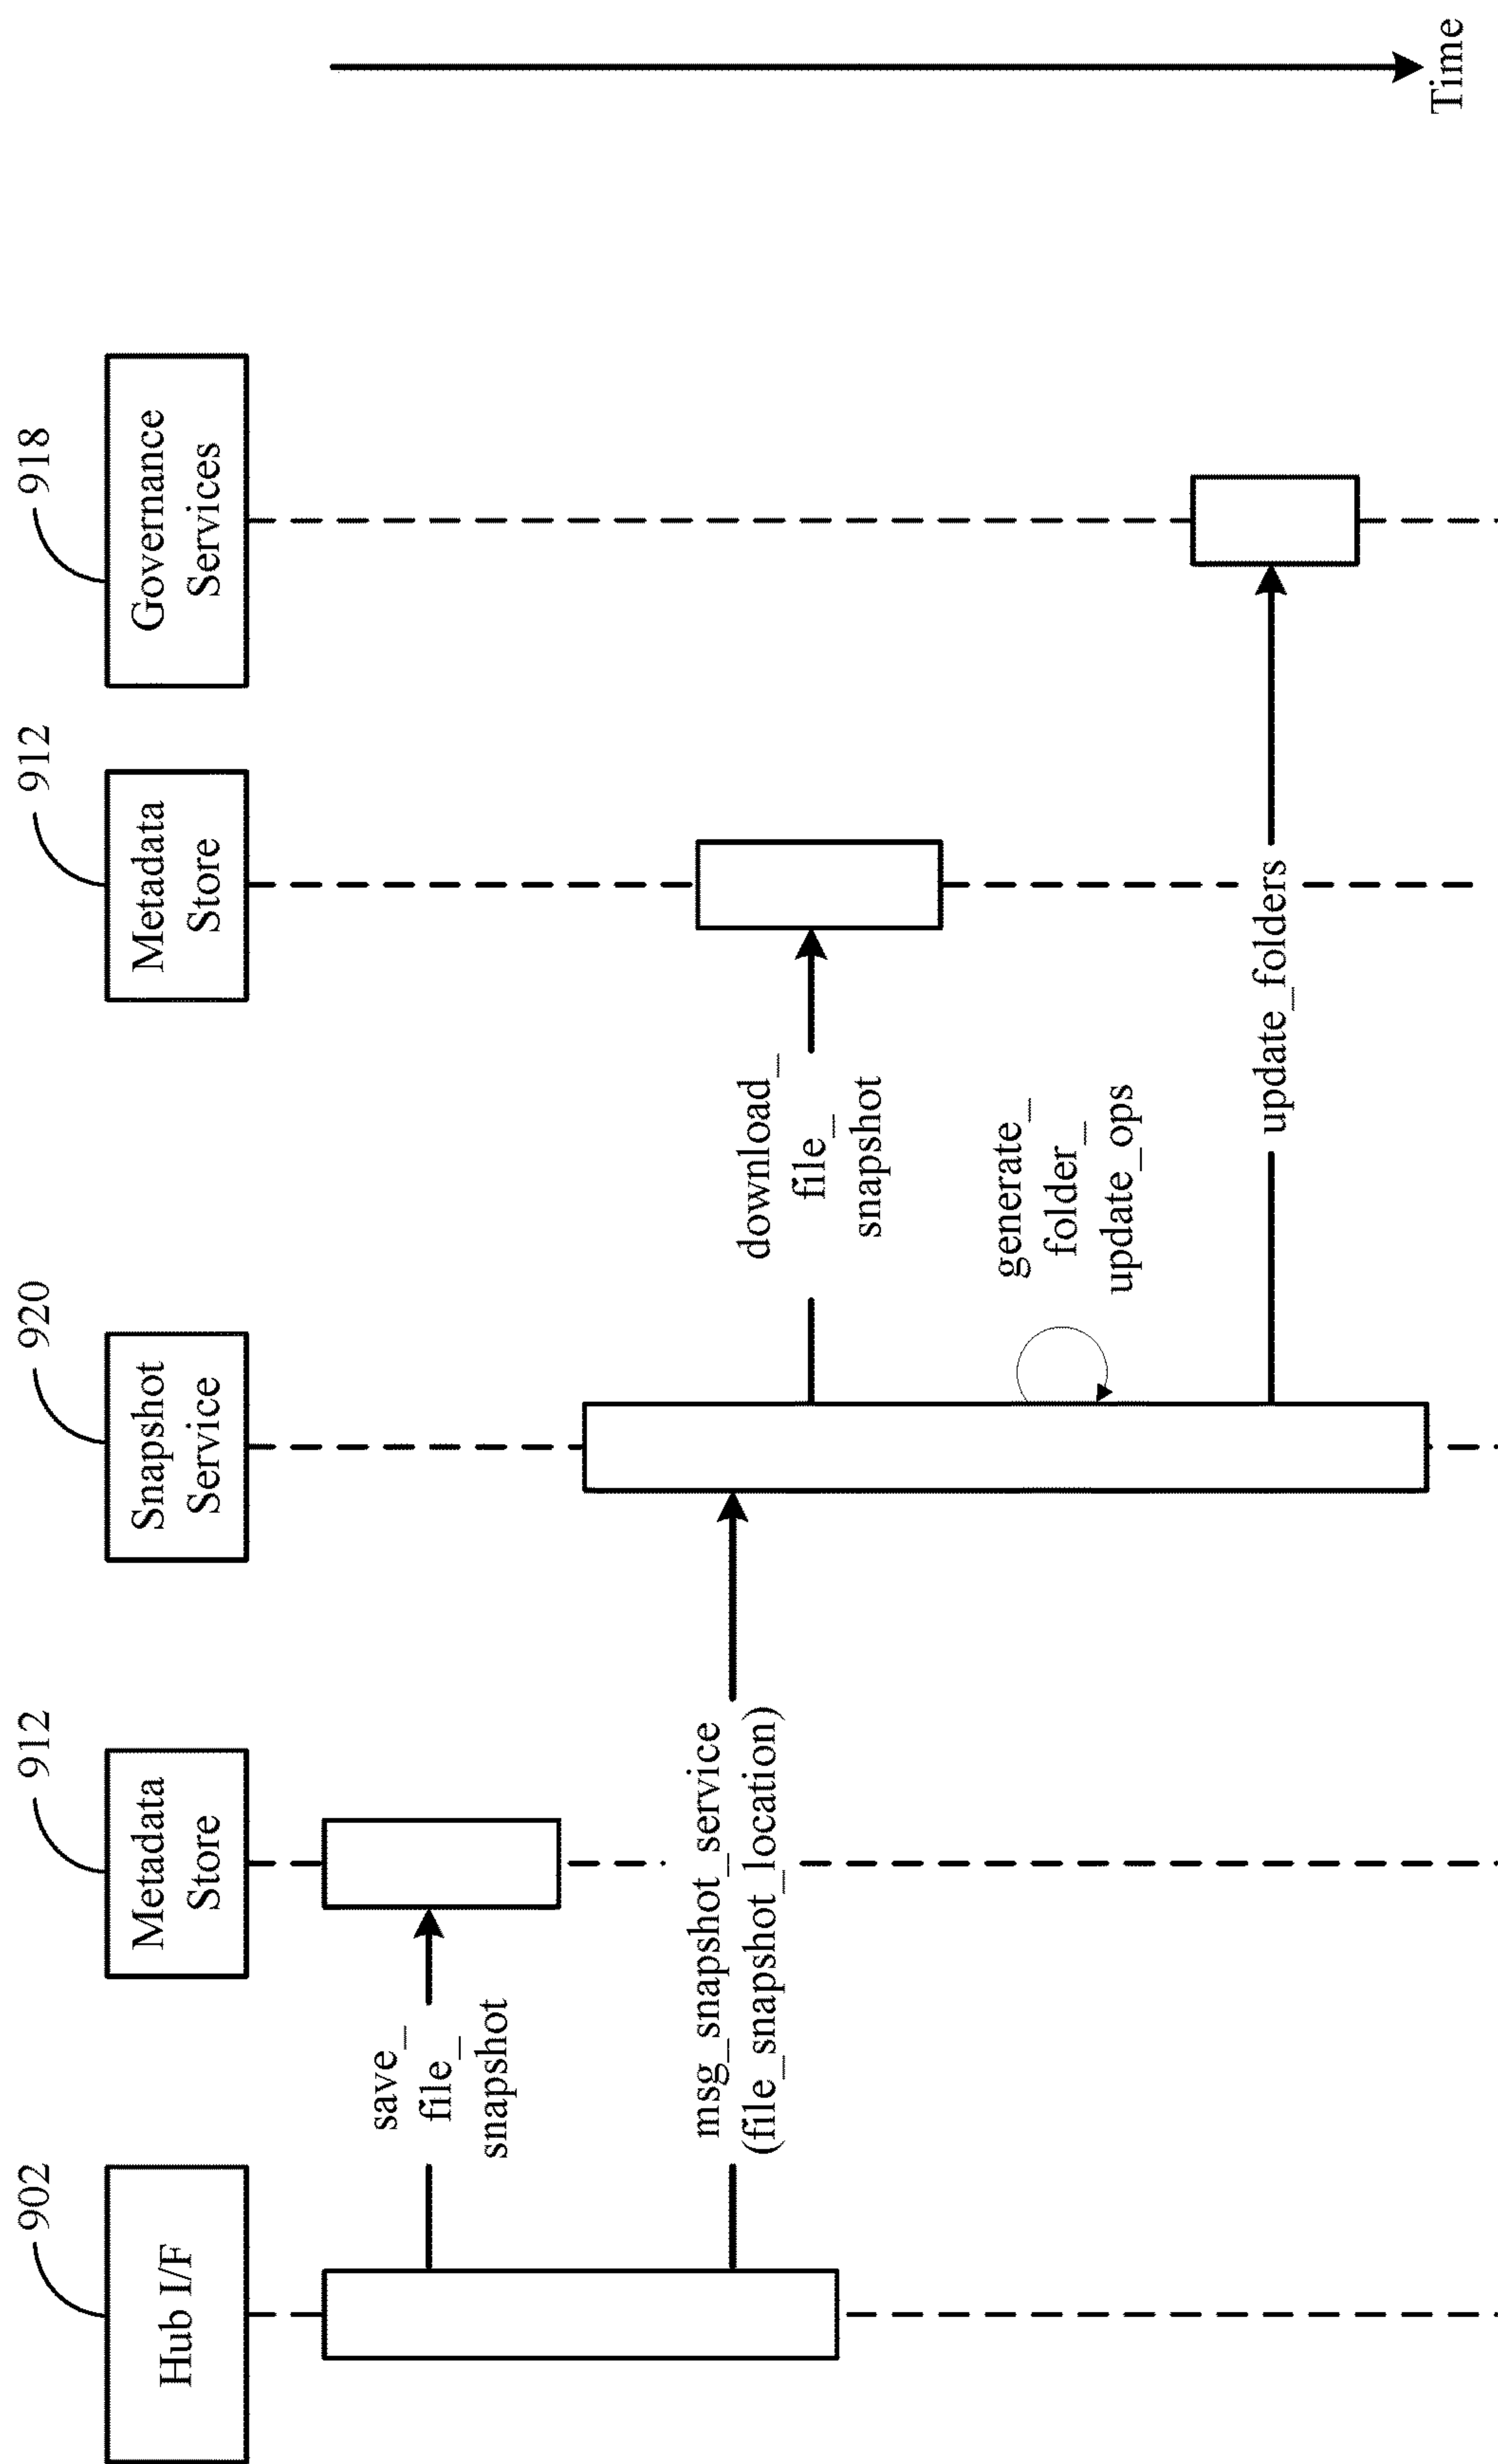 902
Hub I/F
912
Metadata
Store
920
Snapshot
Service
912
Metadata
Store
918
Governance
Services
save_
file_
snapshot
msg_snapshot_service
(file_snapshot_location)
download_
file_
snapshot
generate_
folder_
update_ops
update_folders
Time